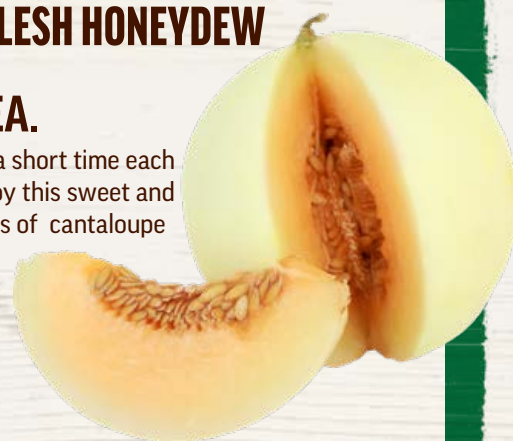 LESH HONEYDEW
EA.
a short time each
by this sweet and
s of cantaloupe